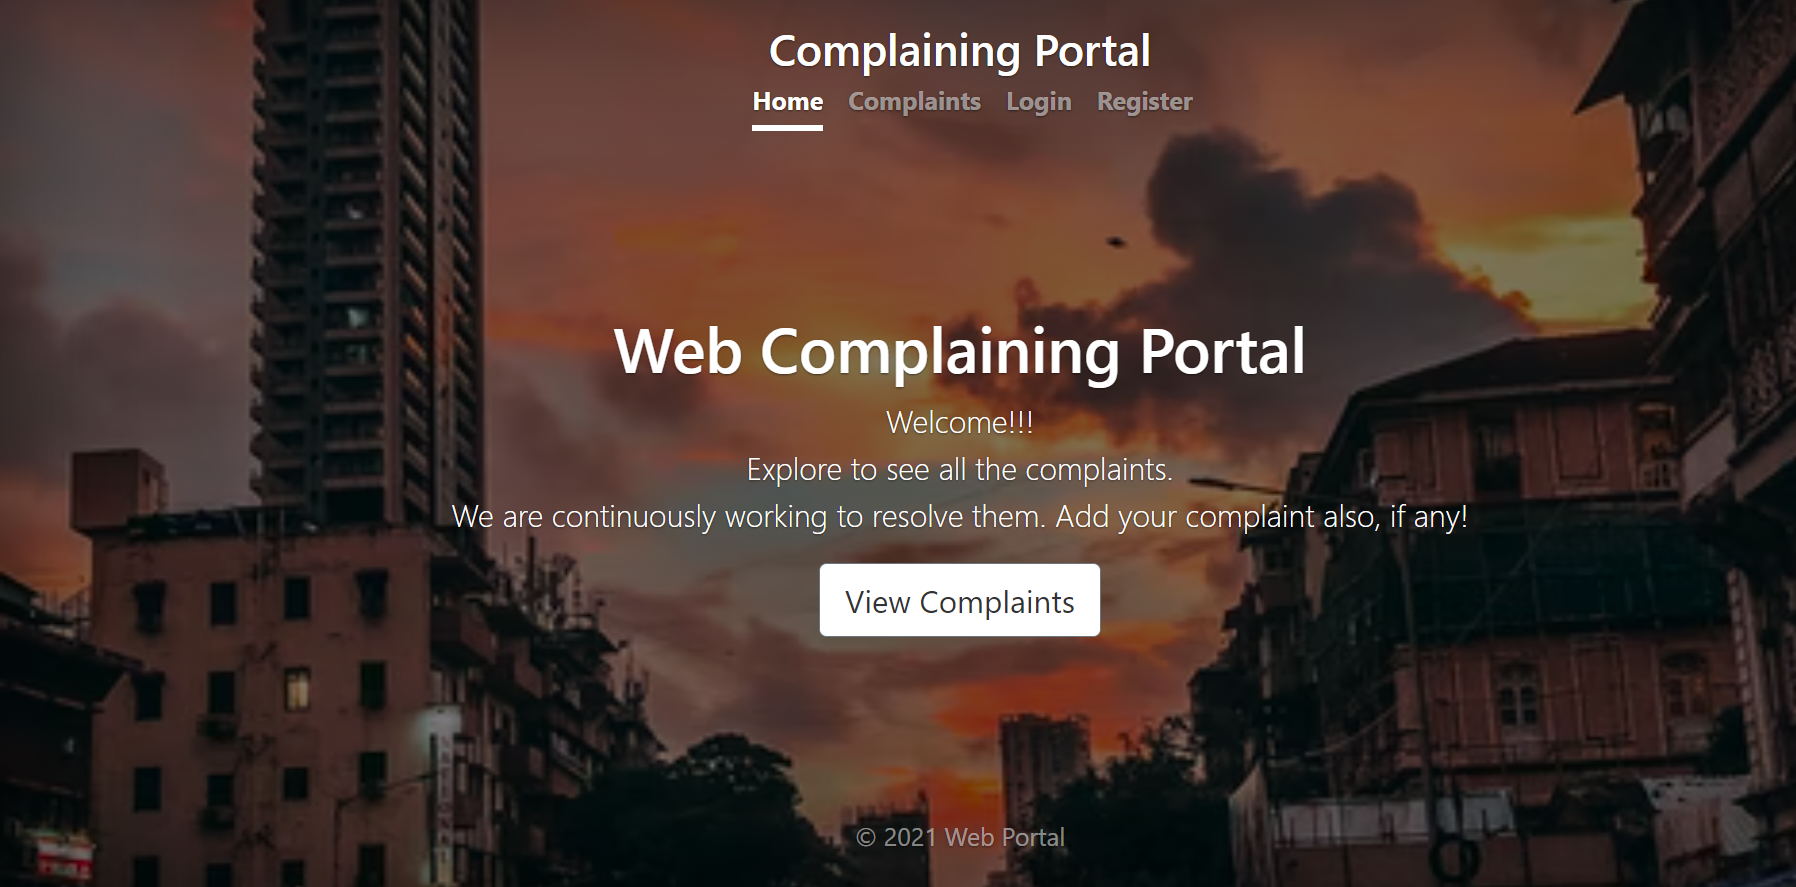 Complaining Portal
Home Complaints Login Register
Web Complaining Portal
Welcome!!!
Explore to see all the complaints.
We are continuously working to resolve them. Add your complaint also, if any!
View Complaints
© 2021 Web Portal